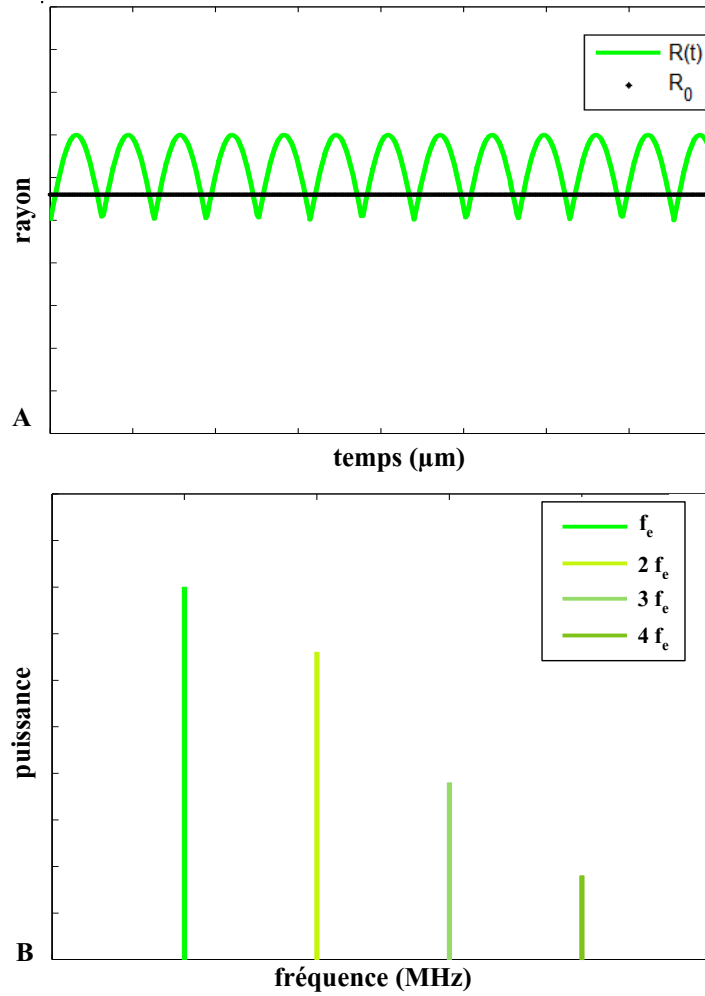 R(t)
R₀
rayon
A
temps (µm)
fₑ
2 fₑ
3 fₑ
4 fₑ
puissance
B
fréquence (MHz)